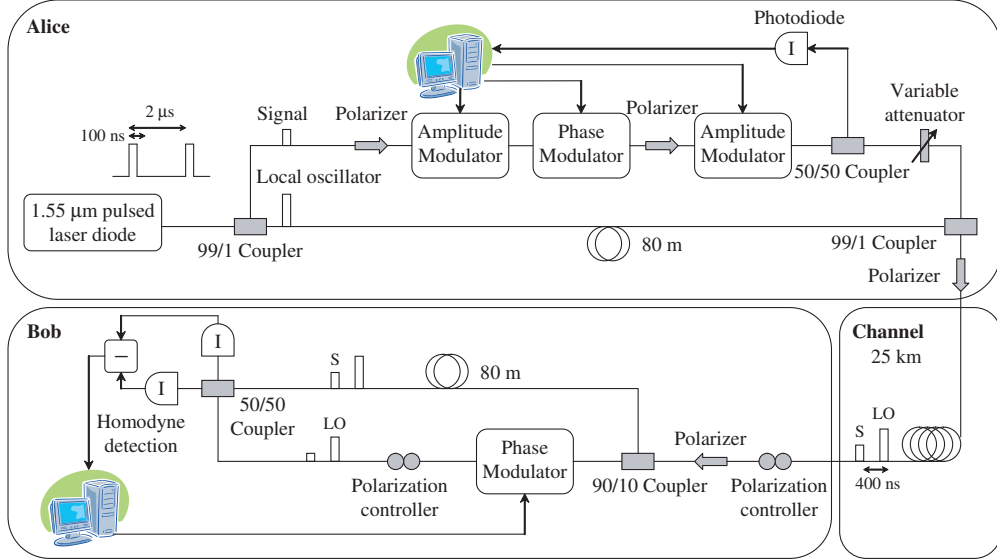 Alice
Photodiode
I
Variable
attenuator
2 μs
100 ns
Signal
Polarizer
Amplitude
Modulator
Phase
Modulator
Polarizer
Amplitude
Modulator
50/50 Coupler
Local oscillator
1.55 μm pulsed
laser diode
99/1 Coupler
80 m
99/1 Coupler
Polarizer
Bob
I
−
I
Homodyne
detection
50/50
Coupler
S
80 m
LO
Polarization
controller
Phase
Modulator
Polarizer
90/10 Coupler
Polarization
controller
Channel
25 km
S
LO
400 ns